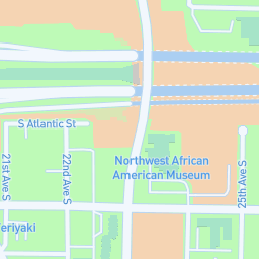 S Atlantic St
21st Ave S
22nd Ave S
Northwest African
American Museum
25th Ave S
eriyaki